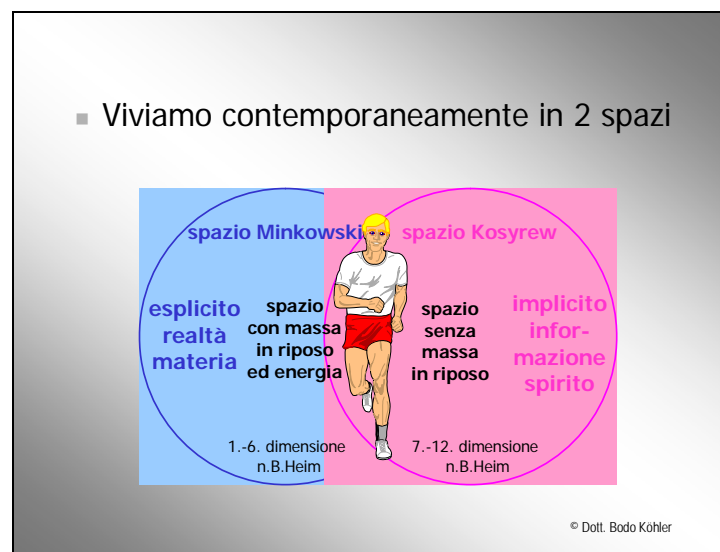 Viviamo contemporaneamente in 2 spazi
spazio Minkowski
spazio Kosyrew
esplicito
realtà
materia
spazio
con massa
in riposo
ed energia
spazio
senza
massa
in riposo
implicito
infor-
mazione
spirito
1.-6. dimensione
n.B.Heim
7.-12. dimensione
n.B.Heim
© Dott. Bodo Köhler